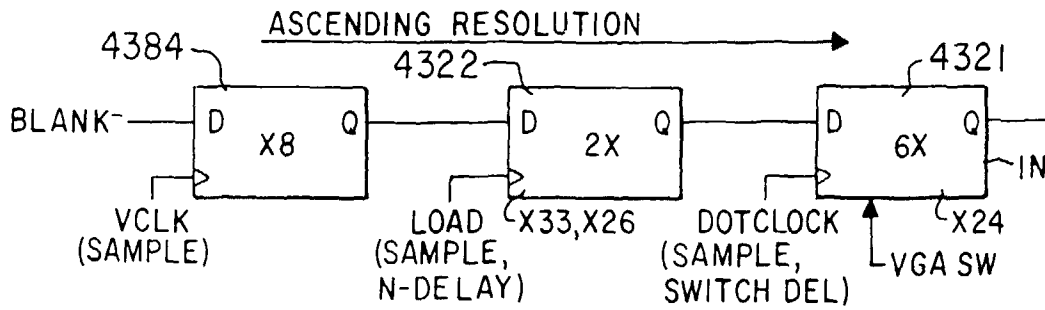 ASCENDING RESOLUTION
4384
4322
4321
BLANK-
D Q
X8
D Q
2X
D Q
6X
IN
VCLK
(SAMPLE)
LOAD
(SAMPLE,
N-DELAY)
X33,X26
DOTCLOCK
(SAMPLE,
SWITCH DEL)
X24
VGA SW